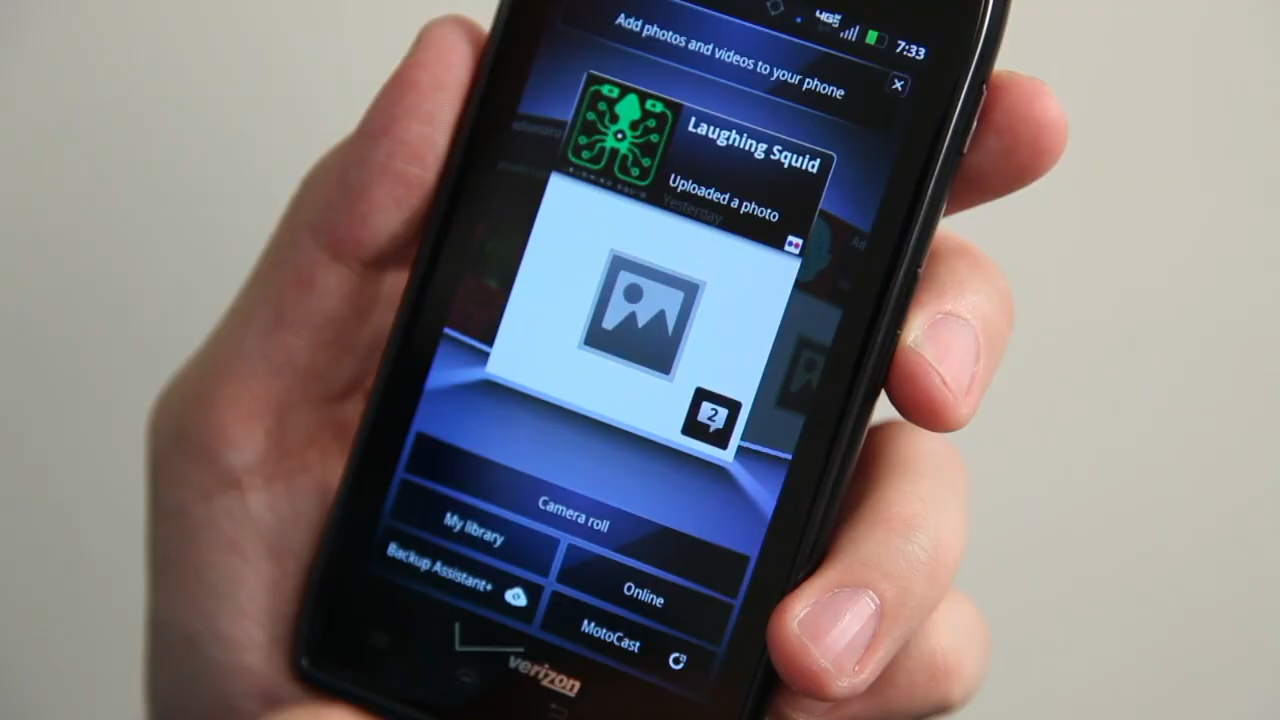 4G
7:33
Add photos and videos to your phone
Laughing Squid
Uploaded a photo
Yesterday
2
Camera roll
My library
Online
Backup Assistant+
MotoCast
verizon